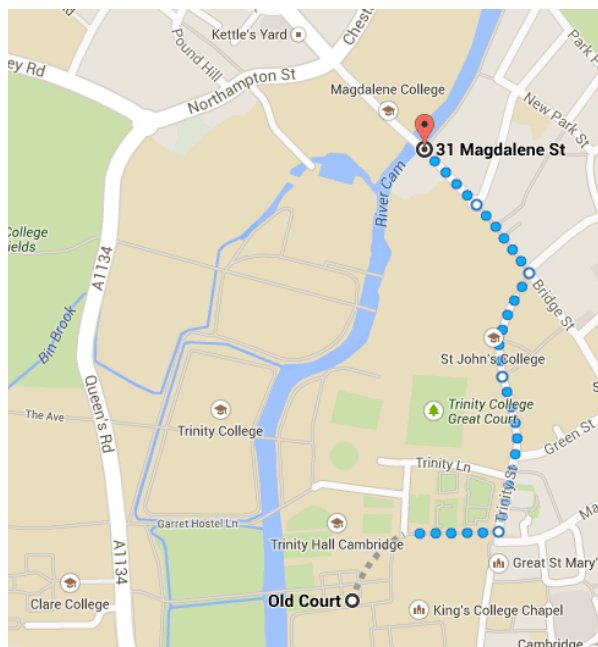 Kettle's Yard
Chest
Pound Hill
ey Rd
Northampton St
Park
Park P
Magdalene College
New Park St
31 Magdalene St
River Cam
College
ields
A1134
Bin Brook
Bridge St
St John's College
Queen's Rd
Trinity College
Great Court
The Ave
Trinity College
Green St
Trinity Ln
Trinity St
Ma
Garret Hostel Ln
Trinity Hall Cambridge
A1134
Great St Mary'
Clare College
Old Court
King's College Chapel
Cambridge